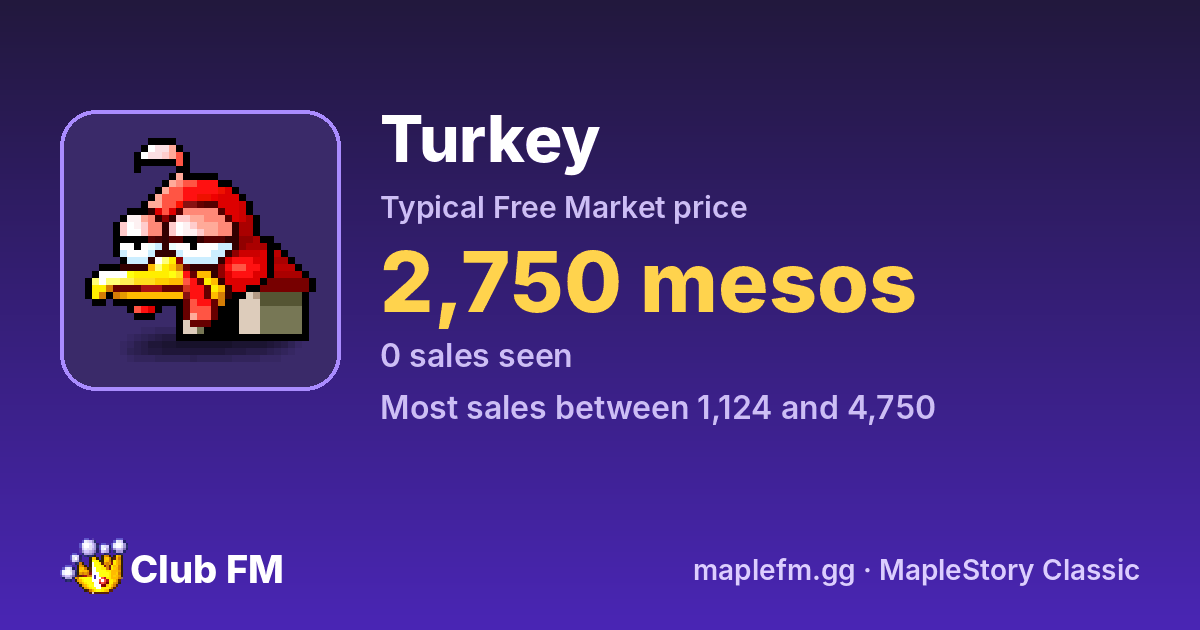 Turkey
Typical Free Market price
2,750 mesos
0 sales seen
Most sales between 1,124 and 4,750
Club FM
maplefm.gg · MapleStory Classic